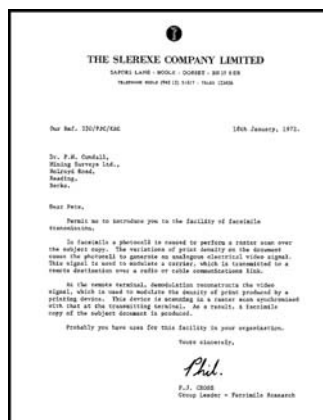 THE SLEREXE COMPANY LIMITED
SAPORS LANE - BOOLE - DORSET - BH 25 8 ER
TELEPHONE BOOLE (945 13) 51617 - TELEX 123456
Our Ref. 350/PJC/EAC
18th January, 1972.
Dr. P.N. Cundall,
Mining Surveys Ltd.,
Holroyd Road,
Reading,
Berks.
Dear Pete,
Permit me to introduce you to the facility of facsimile
transmission.
In facsimile a photocell is caused to perform a raster scan over
the subject copy. The variations of print density on the document
cause the photocell to generate an analogous electrical video signal.
This signal is used to modulate a carrier, which is transmitted to a
remote destination over a radio or cable communications link.
At the remote terminal, demodulation reconstructs the video
signal, which is used to modulate the density of print produced by a
printing device. This device is scanning in a raster scan synchronised
with that at the transmitting terminal. As a result, a facsimile
copy of the subject document is produced.
Probably you have uses for this facility in your organisation.
Yours sincerely,
Phil.
P.J. CROSS
Group Leader - Facsimile Research